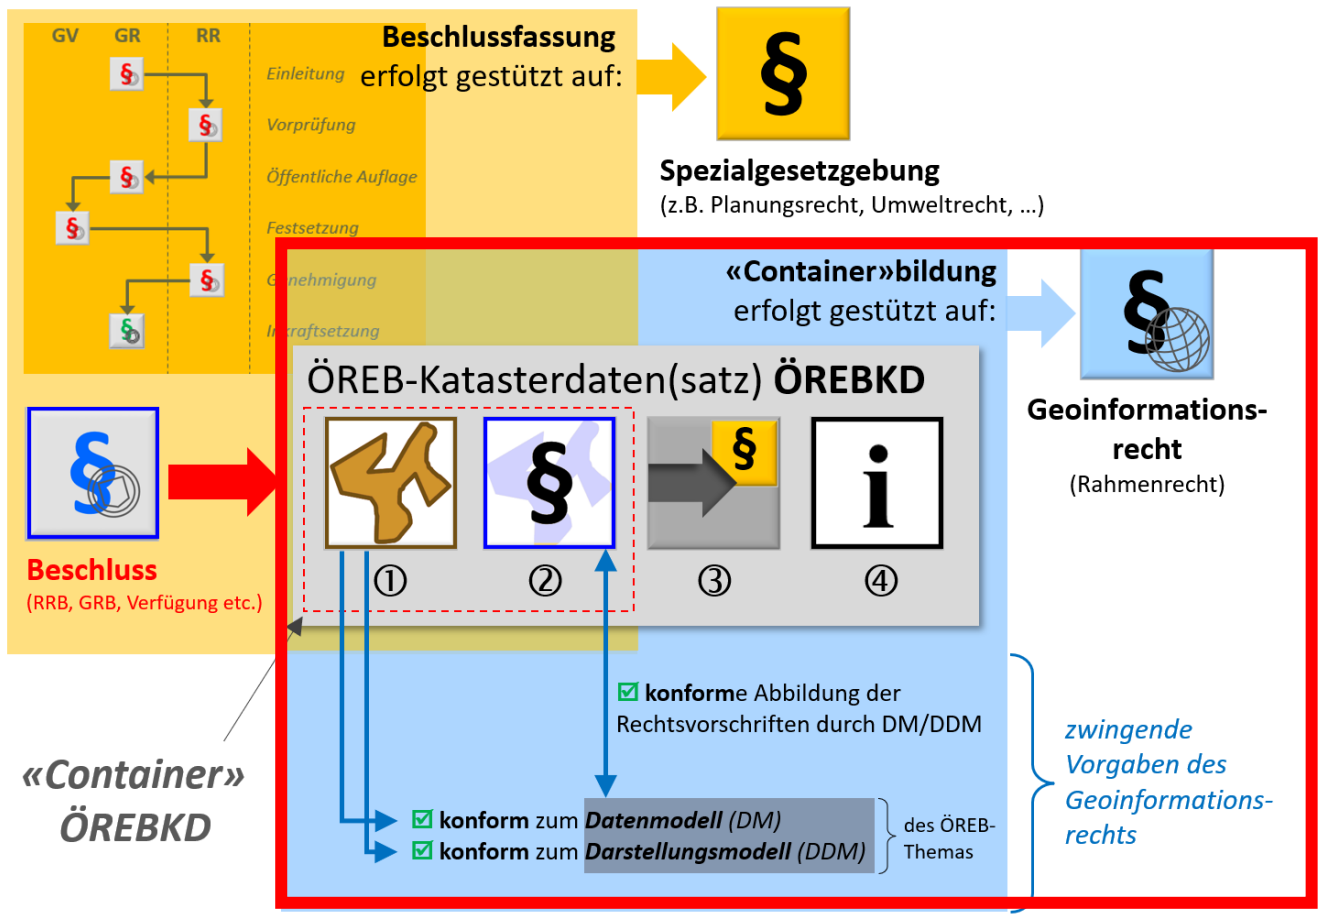 GV GR RR
Einleitung
Vorprüfung
Öffentliche Auflage
Festsetzung
Genehmigung
Inkraftsetzung
Beschlussfassung
erfolgt gestützt auf:
§
Spezialgesetzgebung
(z.B. Planungsrecht, Umweltrecht, ...)
«Container»bildung
erfolgt gestützt auf:
§
Geoinformations-
recht
(Rahmenrecht)
§
Beschluss
(RRB, GRB, Verfügung etc.)
ÖREB-Katasterdaten(satz) ÖREBKD
§ § i
① ② ③ ④
«Container»
ÖREBKD
☑ konforme Abbildung der
Rechtsvorschriften durch DM/DDM
☑ konform zum Datenmodell (DM)
☑ konform zum Darstellungsmodell (DDM)
des ÖREB-
Themas
zwingende
Vorgaben des
Geoinformations-
rechts